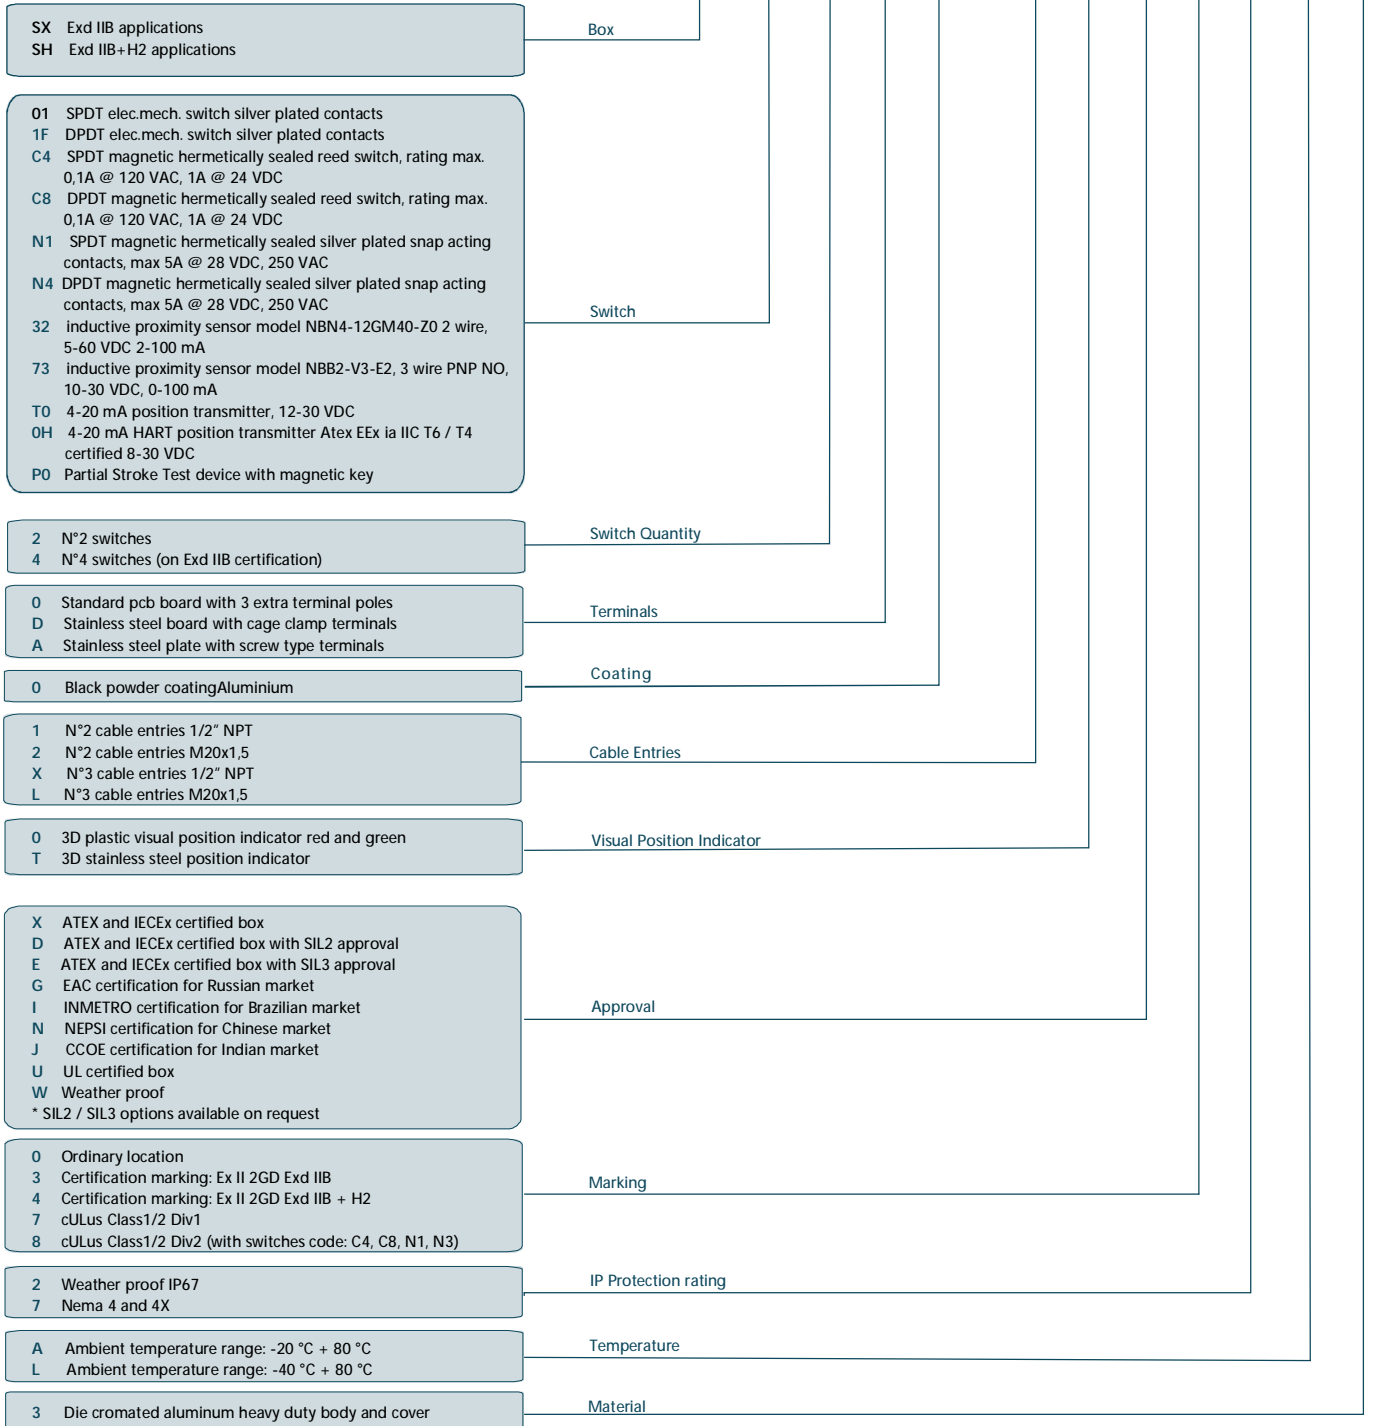 SX Exd IIB applications
SH Exd IIB+H2 applications
Box
01 SPDT elec.mech. switch silver plated contacts
1F DPDT elec.mech. switch silver plated contacts
C4 SPDT magnetic hermetically sealed reed switch, rating max.
0,1A @ 120 VAC, 1A @ 24 VDC
C8 DPDT magnetic hermetically sealed reed switch, rating max.
0,1A @ 120 VAC, 1A @ 24 VDC
N1 SPDT magnetic hermetically sealed silver plated snap acting
contacts, max 5A @ 28 VDC, 250 VAC
N4 DPDT magnetic hermetically sealed silver plated snap acting
contacts, max 5A @ 28 VDC, 250 VAC
32 inductive proximity sensor model NBN4-12GM40-Z0 2 wire,
5-60 VDC 2-100 mA
73 inductive proximity sensor model NBB2-V3-E2, 3 wire PNP NO,
10-30 VDC, 0-100 mA
T0 4-20 mA position transmitter, 12-30 VDC
0H 4-20 mA HART position transmitter Atex EEx ia IIC T6 / T4
certified 8-30 VDC
P0 Partial Stroke Test device with magnetic key
Switch
2 N°2 switches
4 N°4 switches (on Exd IIB certification)
Switch Quantity
0 Standard pcb board with 3 extra terminal poles
D Stainless steel board with cage clamp terminals
A Stainless steel plate with screw type terminals
Terminals
0 Black powder coatingAluminium
Coating
1 N°2 cable entries 1/2” NPT
2 N°2 cable entries M20x1,5
X N°3 cable entries 1/2” NPT
L N°3 cable entries M20x1,5
Cable Entries
0 3D plastic visual position indicator red and green
T 3D stainless steel position indicator
Visual Position Indicator
X ATEX and IECEx certified box
D ATEX and IECEx certified box with SIL2 approval
E ATEX and IECEx certified box with SIL3 approval
G EAC certification for Russian market
I INMETRO certification for Brazilian market
N NEPSI certification for Chinese market
J CCOE certification for Indian market
U UL certified box
W Weather proof
* SIL2 / SIL3 options available on request
Approval
0 Ordinary location
3 Certification marking: Ex II 2GD Exd IIB
4 Certification marking: Ex II 2GD Exd IIB + H2
7 cULus Class1/2 Div1
8 cULus Class1/2 Div2 (with switches code: C4, C8, N1, N3)
Marking
2 Weather proof IP67
7 Nema 4 and 4X
IP Protection rating
A Ambient temperature range: -20 °C + 80 °C
L Ambient temperature range: -40 °C + 80 °C
Temperature
3 Die cromated aluminum heavy duty body and cover
Material